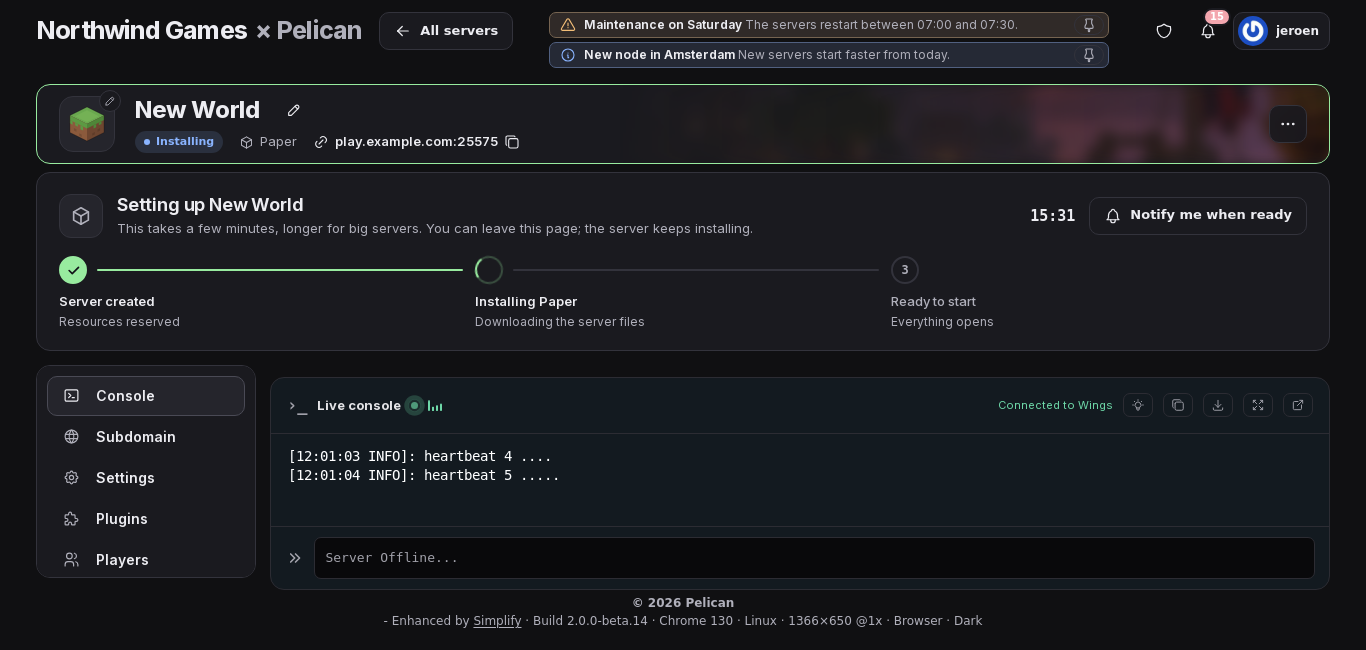 Northwind Games × Pelican
All servers
Maintenance on Saturday The servers restart between 07:00 and 07:30.
New node in Amsterdam New servers start faster from today.
15
jeroen
New World
Installing
Paper
play.example.com:25575
Setting up New World
This takes a few minutes, longer for big servers. You can leave this page; the server keeps installing.
15:31
Notify me when ready
3
Server created
Resources reserved
Installing Paper
Downloading the server files
Ready to start
Everything opens
Console
Subdomain
Settings
Plugins
Players
Live console
Connected to Wings
[12:01:03 INFO]: heartbeat 4 ....
[12:01:04 INFO]: heartbeat 5 .....
Server Offline...
© 2026 Pelican
- Enhanced by Simplify · Build 2.0.0-beta.14 · Chrome 130 · Linux · 1366×650 @1x · Browser · Dark